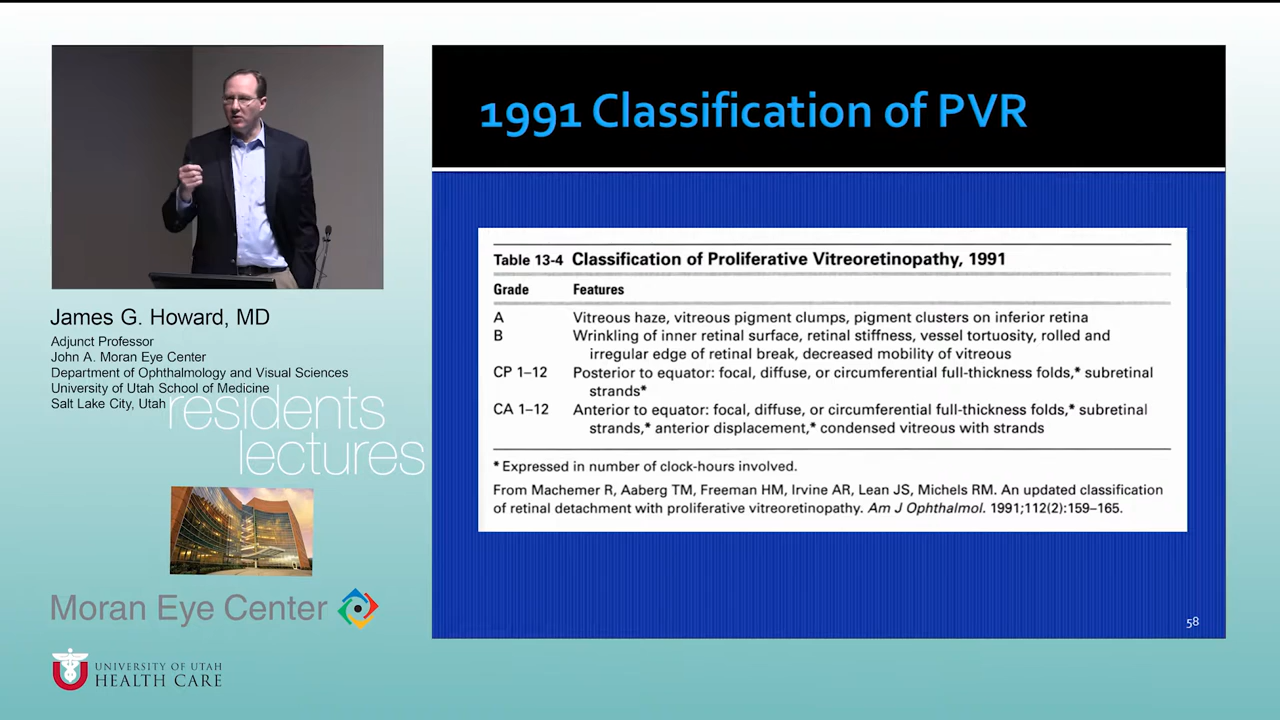 1991 Classification of PVR
Table 13-4 Classification of Proliferative Vitreoretinopathy, 1991
Grade Features
A Vitreous haze, vitreous pigment clumps, pigment clusters on inferior retina
B Wrinkling of inner retinal surface, retinal stiffness, vessel tortuosity, rolled and
irregular edge of retinal break, decreased mobility of vitreous
CP 1–12 Posterior to equator: focal, diffuse, or circumferential full-thickness folds,* subretinal
strands*
CA 1–12 Anterior to equator: focal, diffuse, or circumferential full-thickness folds,* subretinal
strands,* anterior displacement,* condensed vitreous with strands
* Expressed in number of clock-hours involved.
From Machemer R, Aaberg TM, Freeman HM, Irvine AR, Lean JS, Michels RM. An updated classification
of retinal detachment with proliferative vitreoretinopathy. Am J Ophthalmol. 1991;112(2):159–165.
58
James G. Howard, MD
Adjunct Professor
John A. Moran Eye Center
Department of Ophthalmology and Visual Sciences
University of Utah School of Medicine
Salt Lake City, Utah
residents
lectures
Moran Eye Center
UNIVERSITY OF UTAH
HEALTH CARE